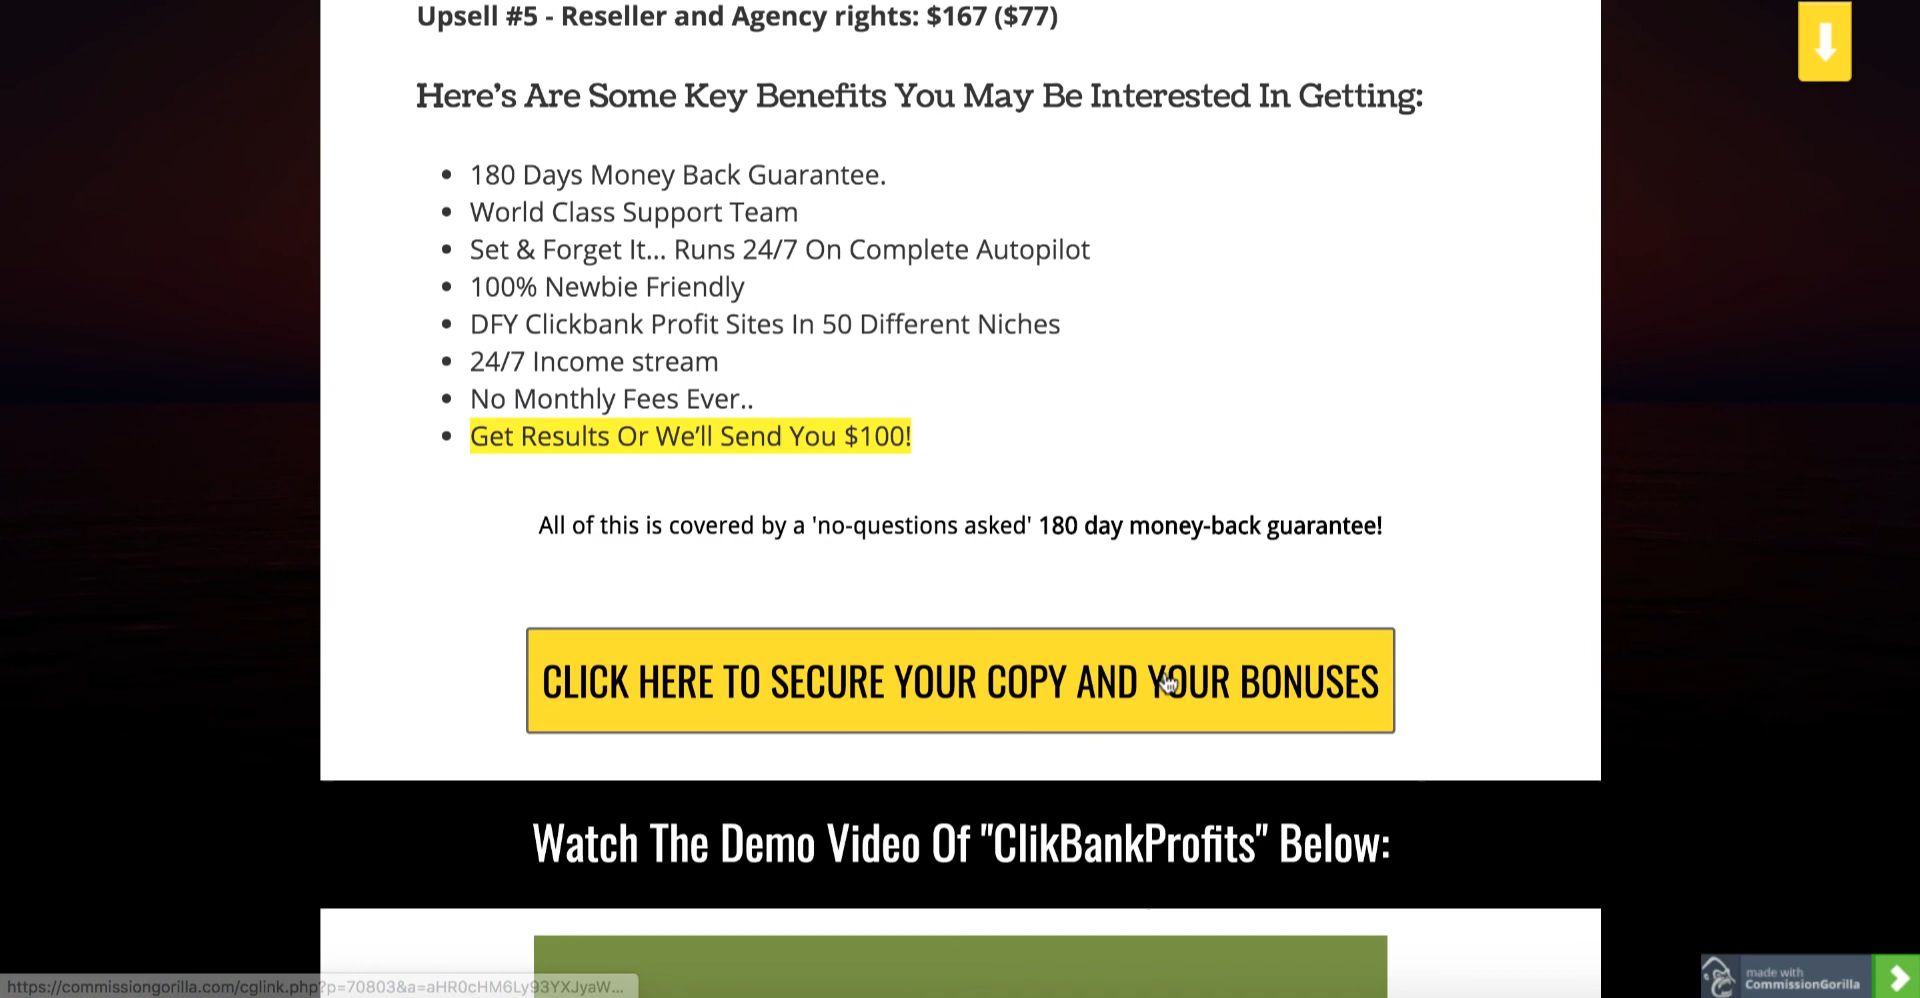 Upsell #5 - Reseller and Agency rights: $167 ($77)
Here's Are Some Key Benefits You May Be Interested In Getting:
• 180 Days Money Back Guarantee.
• World Class Support Team
• Set & Forget It... Runs 24/7 On Complete Autopilot
• 100% Newbie Friendly
• DFY Clickbank Profit Sites In 50 Different Niches
• 24/7 Income stream
• No Monthly Fees Ever..
• Get Results Or We'll Send You $100!
All of this is covered by a 'no-questions asked' 180 day money-back guarantee!
CLICK HERE TO SECURE YOUR COPY AND YOUR BONUSES
Watch The Demo Video Of "ClikBankProfits" Below:
https://commissiongorilla.com/cglink.php?p=70803&a=aHR0cHM6Ly93YXJyaW...
made with
CommissionGorilla